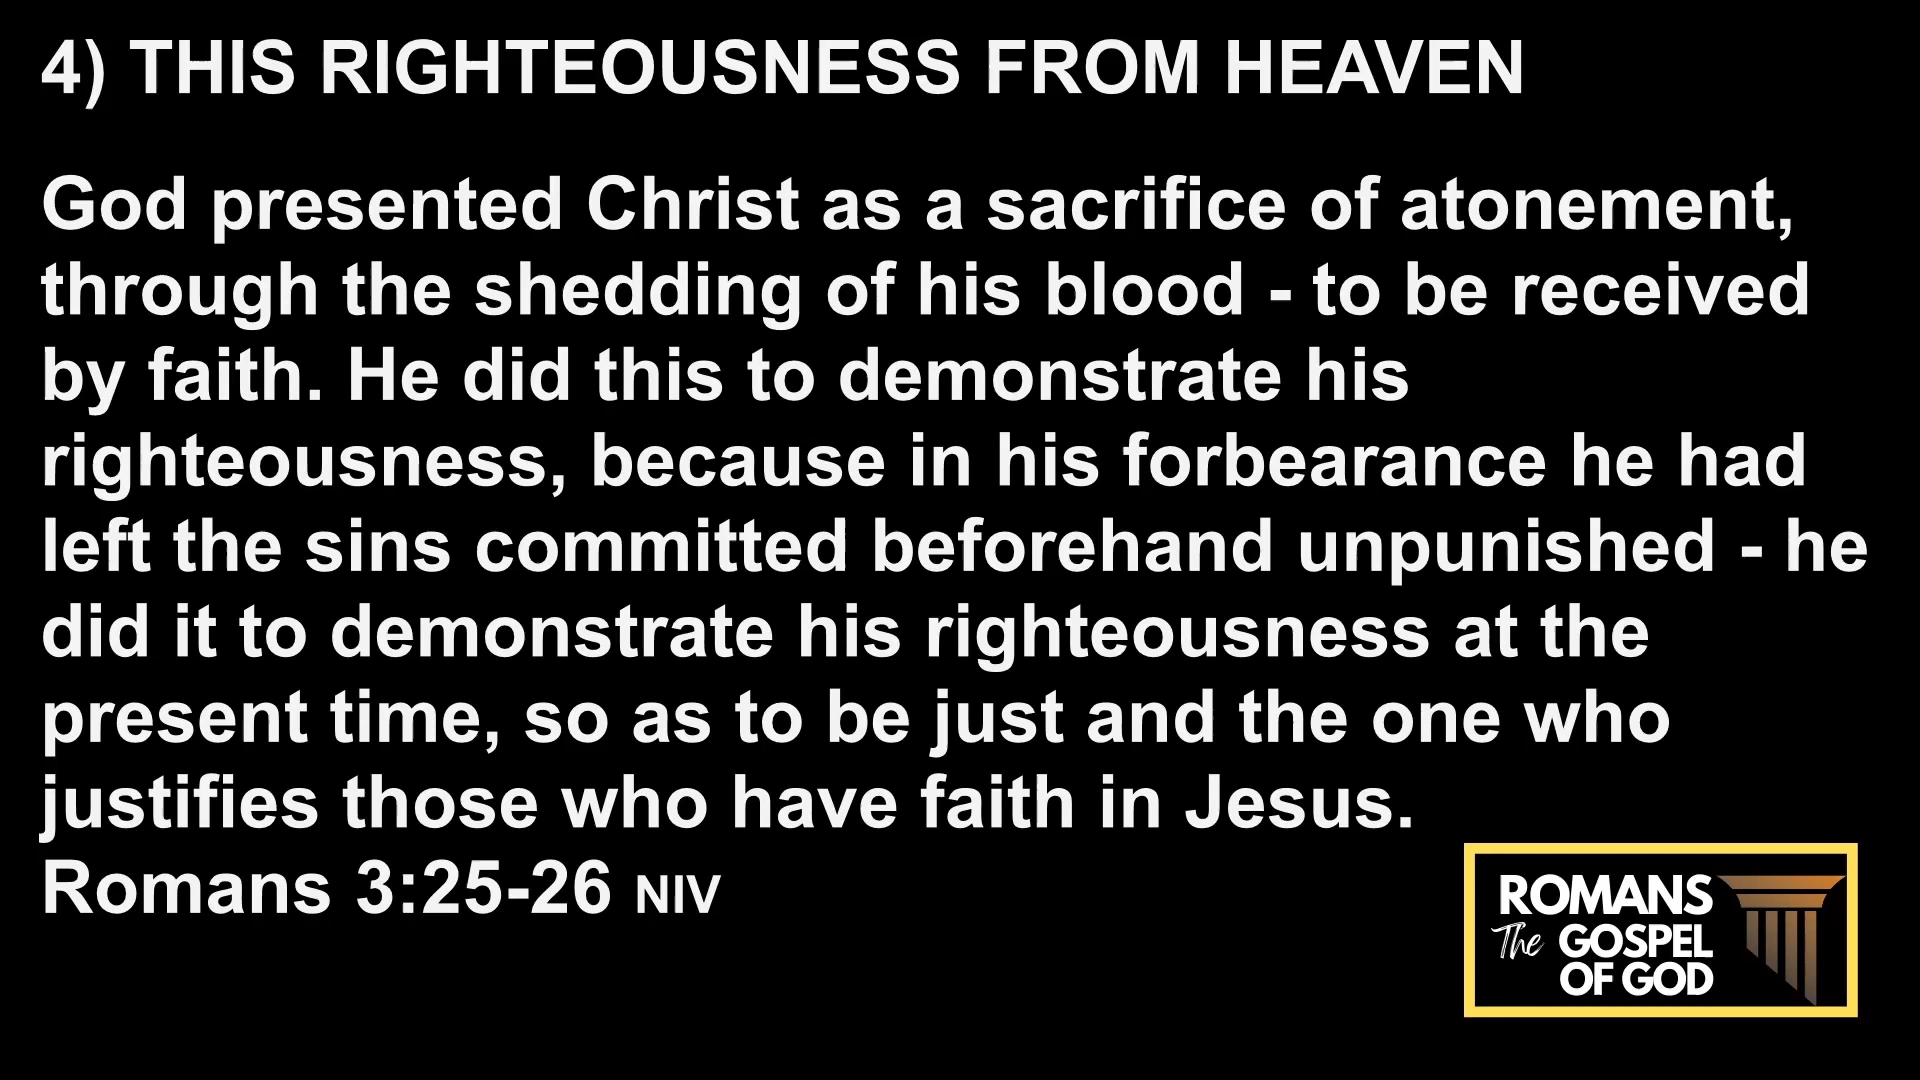 4) THIS RIGHTEOUSNESS FROM HEAVEN
God presented Christ as a sacrifice of atonement,
through the shedding of his blood - to be received
by faith. He did this to demonstrate his
righteousness, because in his forbearance he had
left the sins committed beforehand unpunished - he
did it to demonstrate his righteousness at the
present time, so as to be just and the one who
justifies those who have faith in Jesus.
Romans 3:25-26 NIV
ROMANS
The GOSPEL
OF GOD